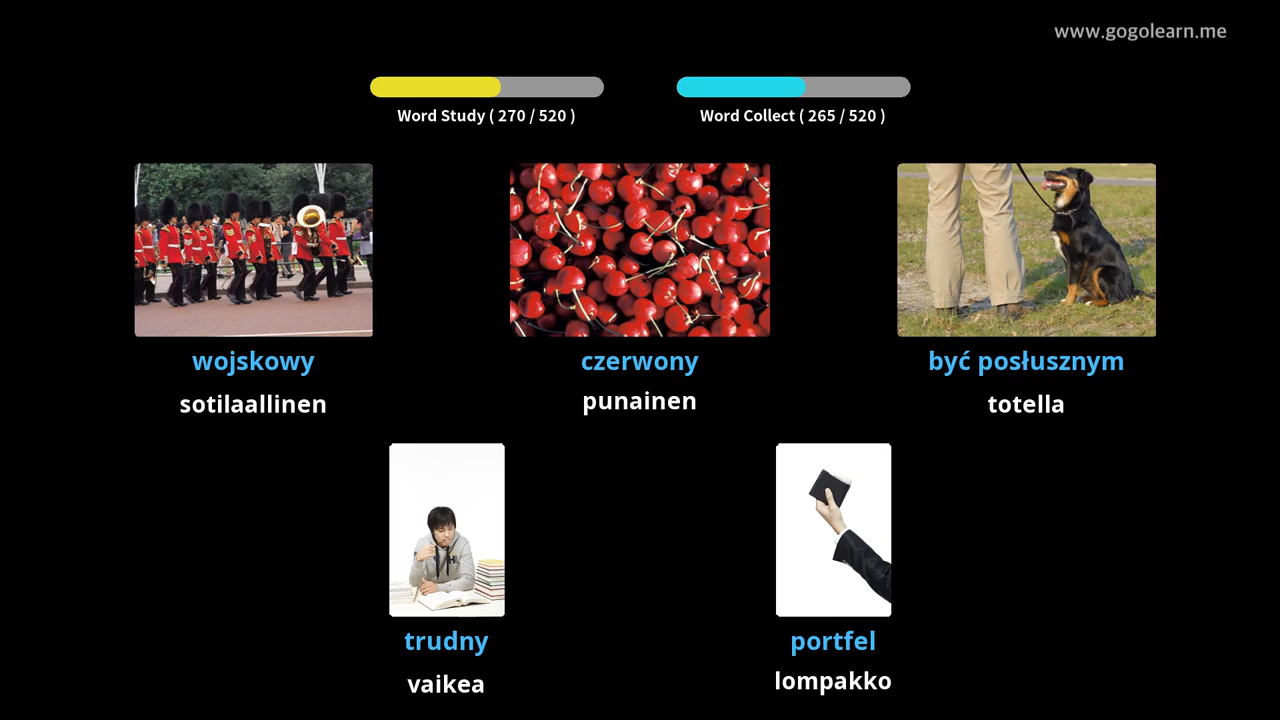 www.gogolearn.me
Word Study ( 270 / 520 )
Word Collect ( 265 / 520 )
wojskowy
sotilaallinen
czerwony
punainen
być posłusznym
totella
trudny
vaikea
portfel
lompakko